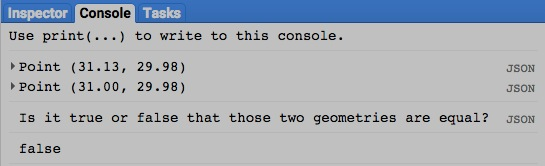 Inspector Console Tasks
Use print(...) to write to this console.
Point (31.13, 29.98) JSON
Point (31.00, 29.98) JSON
Is it true or false that those two geometries are equal? JSON
false